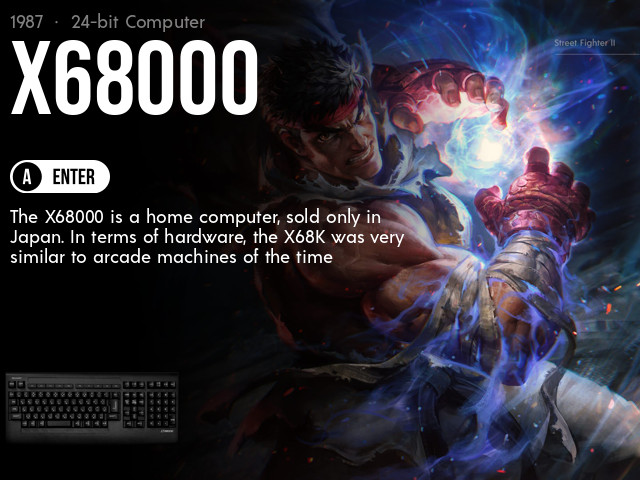 1987 · 24-bit Computer
X68000
Street Fighter II
A ENTER
The X68000 is a home computer, sold only in
Japan. In terms of hardware, the X68K was very
similar to arcade machines of the time